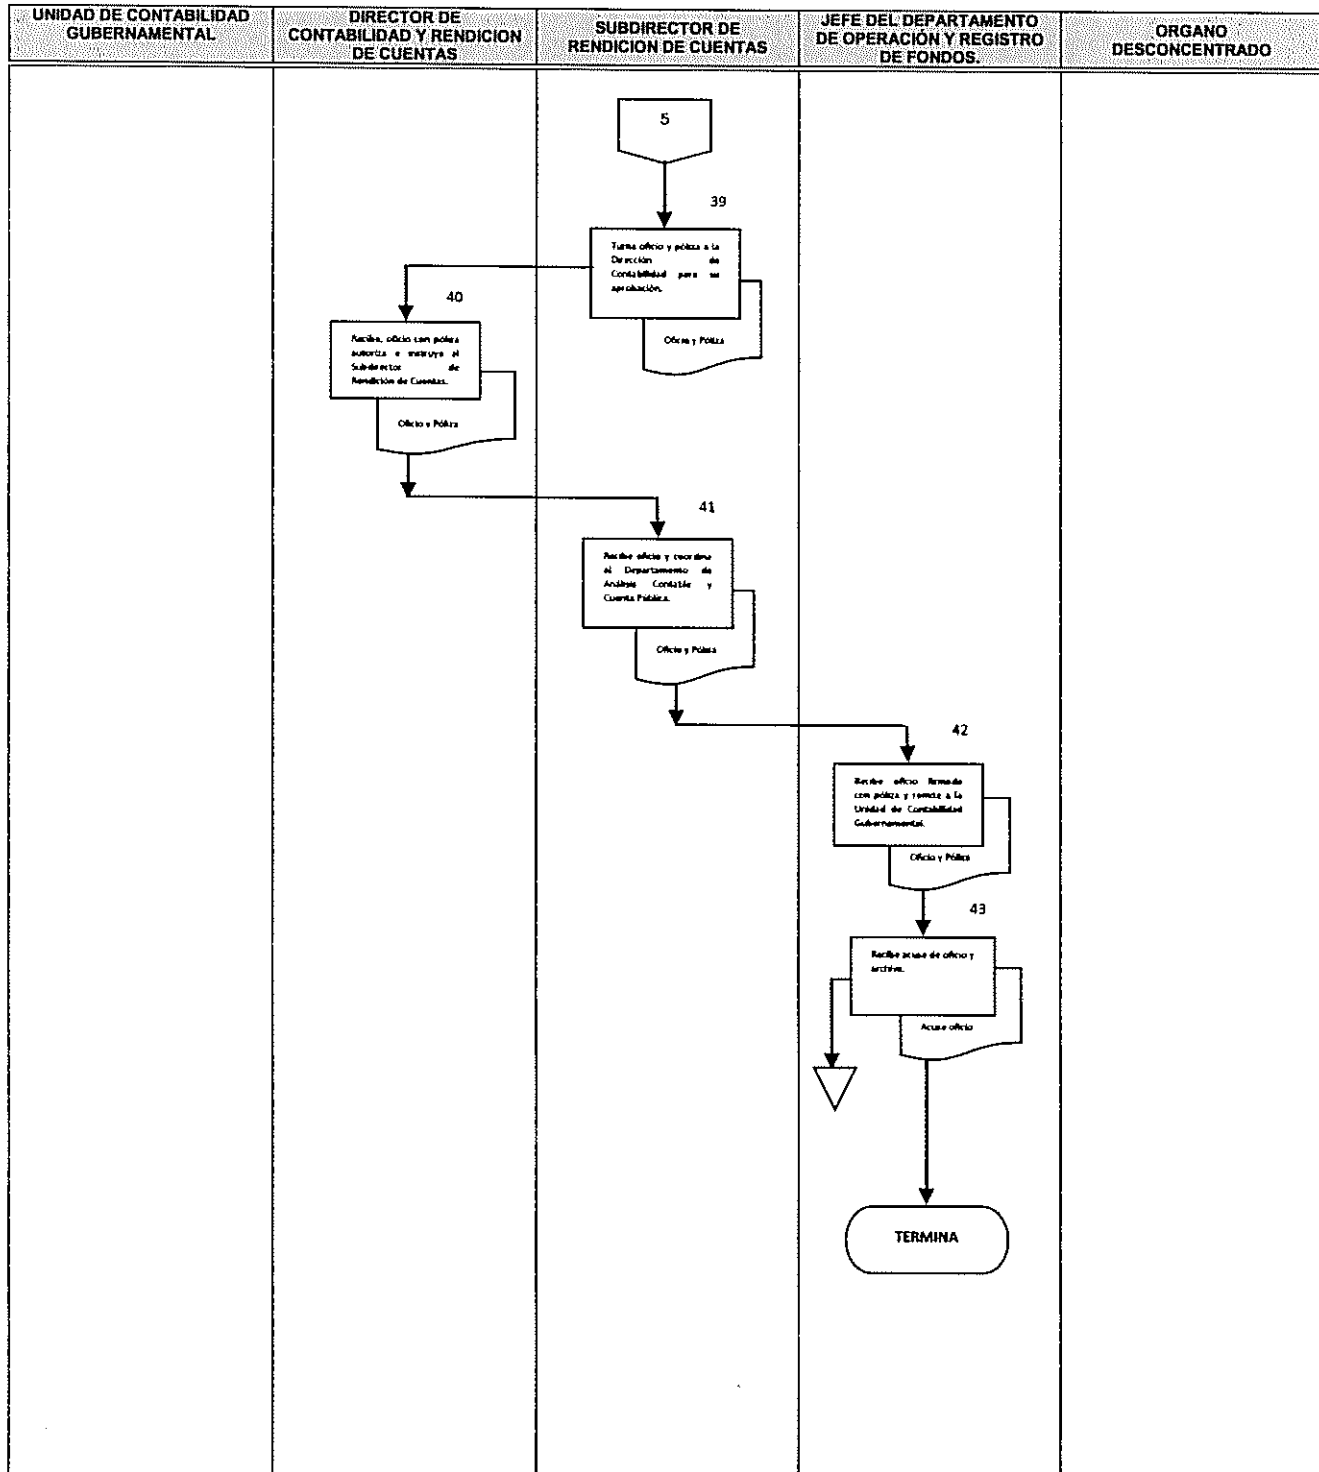 UNIDAD DE CONTABILIDAD
GUBERNAMENTAL
DIRECTOR DE
CONTABILIDAD Y RENDICION
DE CUENTAS
SUBDIRECTOR DE
RENDICION DE CUENTAS
JEFE DEL DEPARTAMENTO
DE OPERACIÓN Y REGISTRO
DE FONDOS.
ORGANO
DESCONCENTRADO
5
39
Turna oficio y póliza a la
Dirección de
Contabilidad para su
aprobación.
Oficio y Póliza
40
Recibe, oficio con póliza
autoriza e instruye al
Subdirector de
Rendición de Cuentas.
Oficio y Póliza
41
Recibe oficio y coordina
al Departamento de
Análisis Contable y
Cuenta Pública.
Oficio y Póliza
42
Recibe oficio firmado
con póliza y remite a la
Unidad de Contabilidad
Gubernamental.
Oficio y Póliza
43
Recibe acuse de oficio y
archiva.
Acuse oficio
TERMINA